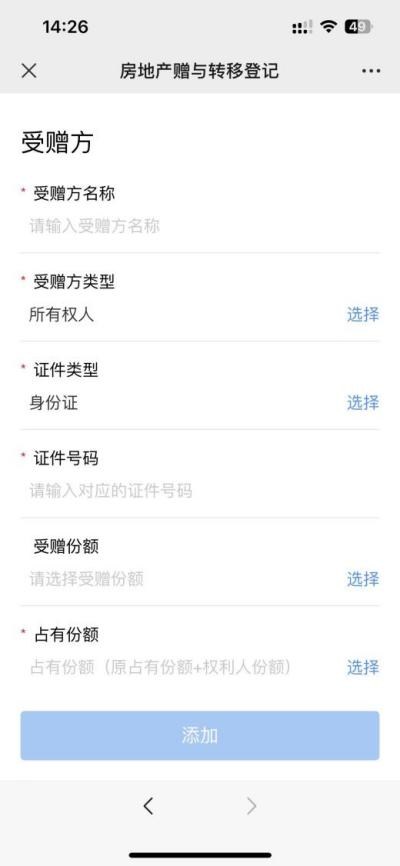 14:26
49
房地产赠与转移登记
受赠方
* 受赠方名称
请输入受赠方名称
* 受赠方类型
所有权人 选择
* 证件类型
身份证 选择
* 证件号码
请输入对应的证件号码
受赠份额
请选择受赠份额 选择
* 占有份额
占有份额（原占有份额+权利人份额） 选择
添加